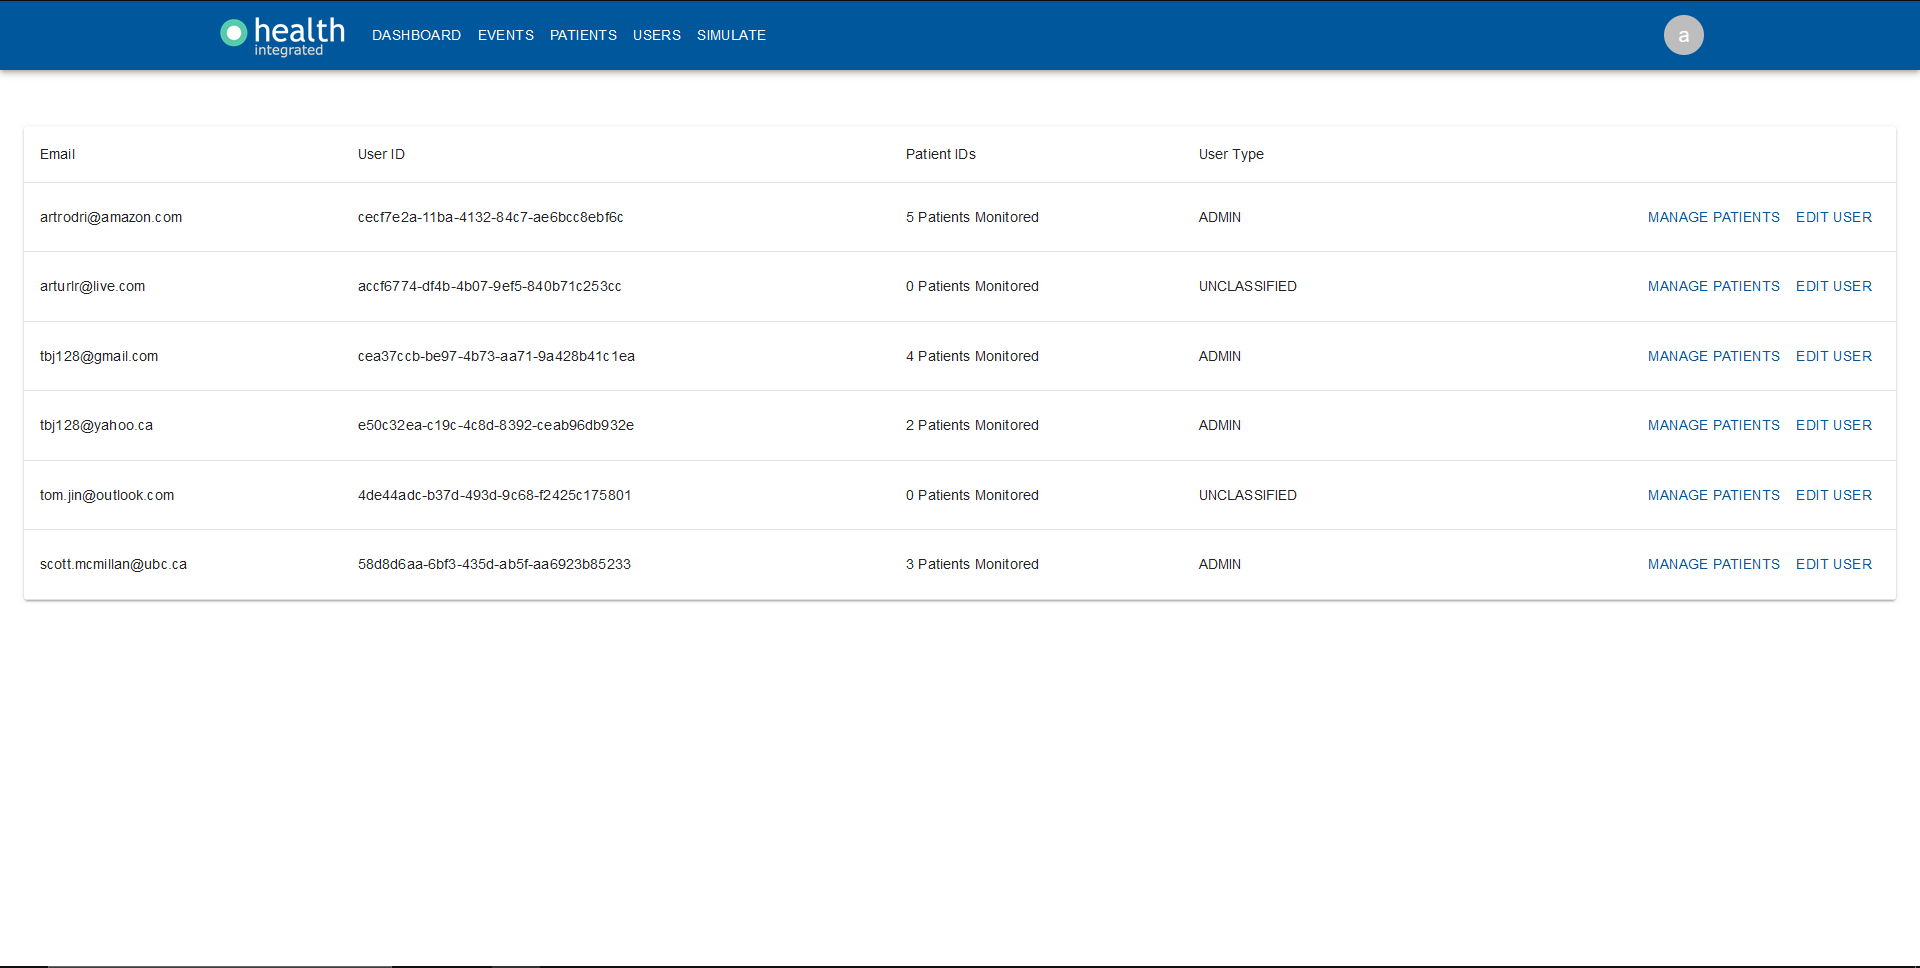 health
integrated
DASHBOARD EVENTS PATIENTS USERS SIMULATE a
Email User ID Patient IDs User Type
artrodri@amazon.com cecf7e2a-11ba-4132-84c7-ae6bcc8ebf6c 5 Patients Monitored ADMIN MANAGE PATIENTS EDIT USER
arturlr@live.com accf6774-df4b-4b07-9ef5-840b71c253cc 0 Patients Monitored UNCLASSIFIED MANAGE PATIENTS EDIT USER
tbj128@gmail.com cea37ccb-be97-4b73-aa71-9a428b41c1ea 4 Patients Monitored ADMIN MANAGE PATIENTS EDIT USER
tbj128@yahoo.ca e50c32ea-c19c-4c8d-8392-ceab96db932e 2 Patients Monitored ADMIN MANAGE PATIENTS EDIT USER
tom.jin@outlook.com 4de44adc-b37d-493d-9c68-f2425c175801 0 Patients Monitored UNCLASSIFIED MANAGE PATIENTS EDIT USER
scott.mcmillan@ubc.ca 58d8d6aa-6bf3-435d-ab5f-aa6923b85233 3 Patients Monitored ADMIN MANAGE PATIENTS EDIT USER